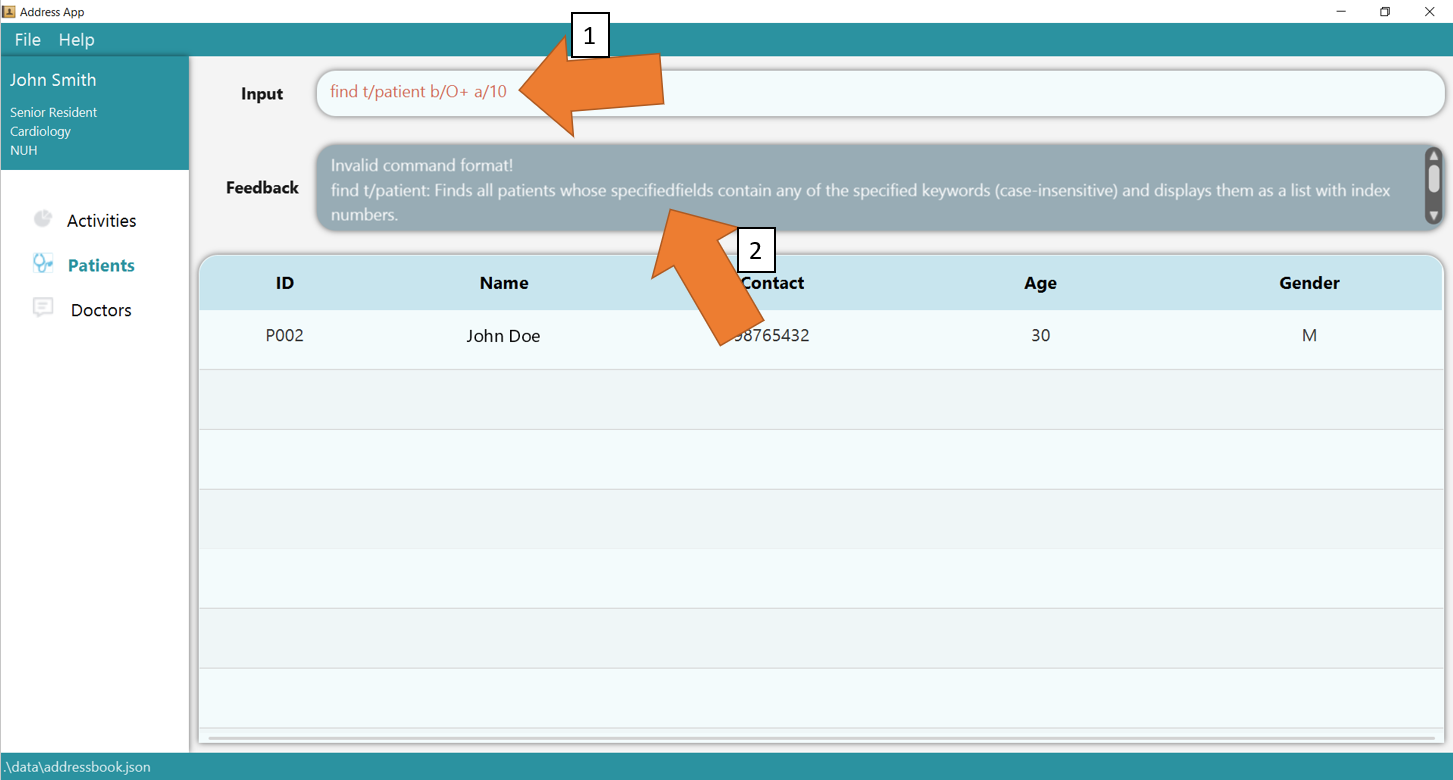 Address App
File Help
John Smith
Senior Resident
Cardiology
NUH
Activities
Patients
Doctors
1
Input
find t/patient b/O+ a/10
Feedback
Invalid command format!
find t/patient: Finds all patients whose specifiedfields contain any of the specified keywords (case-insensitive) and displays them as a list with index
numbers.
2
ID Name Contact Age Gender
P002 John Doe 98765432 30 M
.\data\addressbook.json